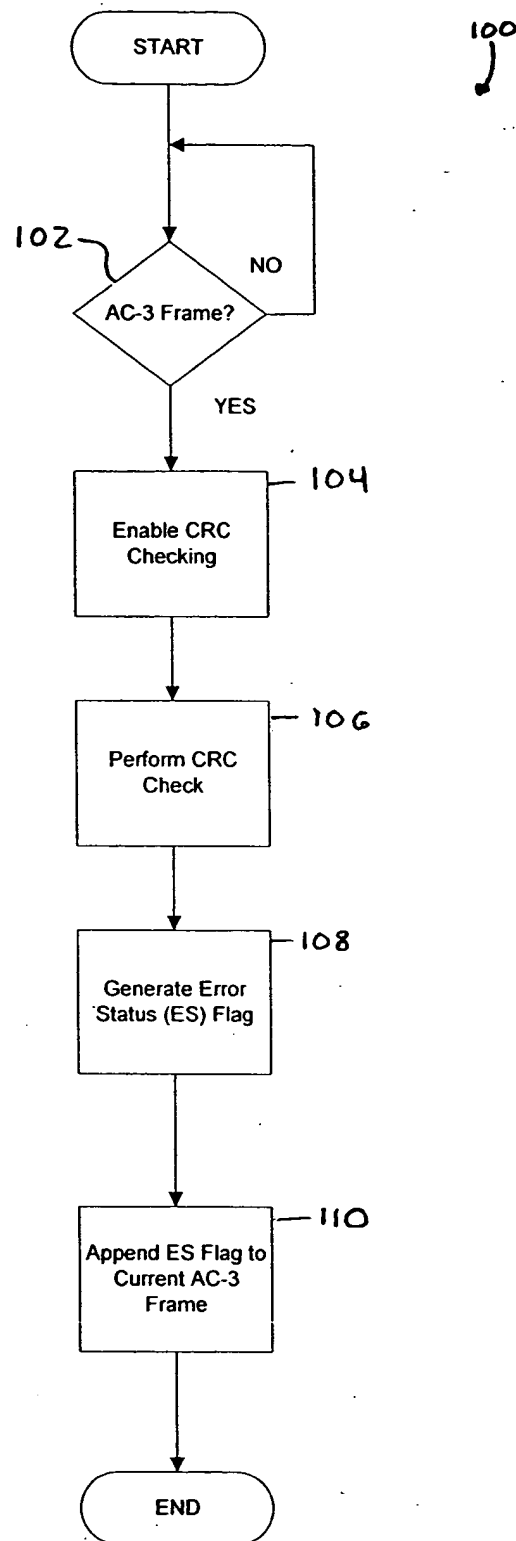 START
100
102
NO
AC-3 Frame?
YES
104
Enable CRC
Checking
106
Perform CRC
Check
108
Generate Error
Status (ES) Flag
110
Append ES Flag to
Current AC-3
Frame
END